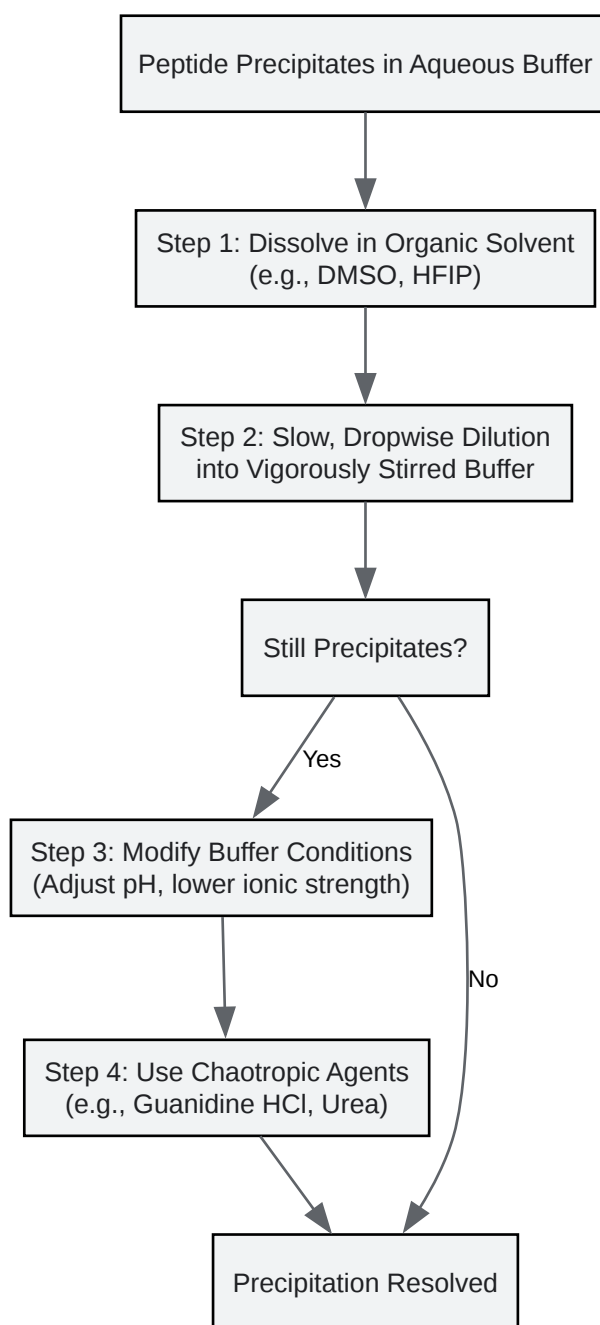 Peptide Precipitates in Aqueous Buffer
Step 1: Dissolve in Organic Solvent
(e.g., DMSO, HFIP)
Step 2: Slow, Dropwise Dilution
into Vigorously Stirred Buffer
Still Precipitates?
Yes
Step 3: Modify Buffer Conditions
(Adjust pH, lower ionic strength)
No
Step 4: Use Chaotropic Agents
(e.g., Guanidine HCl, Urea)
Precipitation Resolved